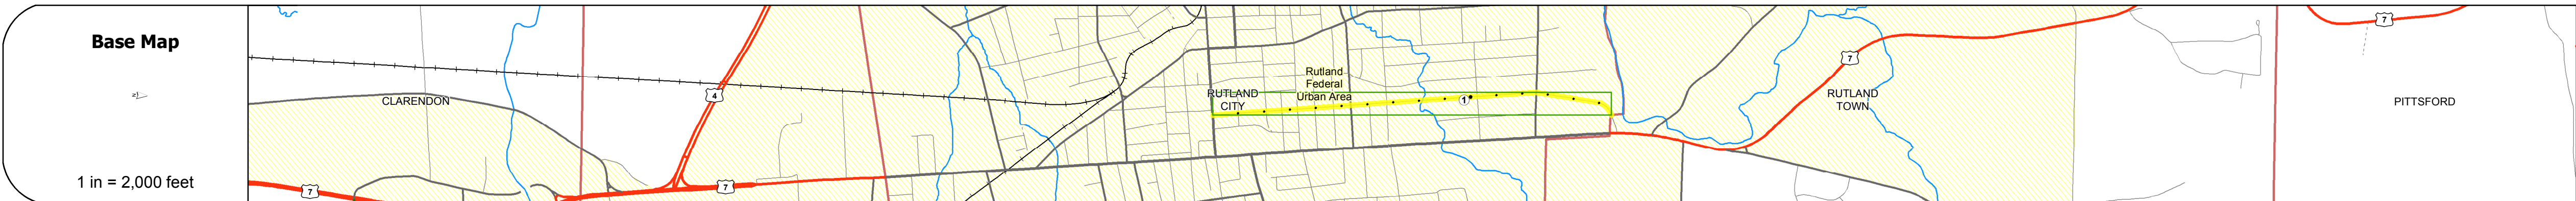 Base Map
1 in = 2,000 feet
CLARENDON
7
4
7
RUTLAND
CITY
Rutland
Federal
Urban Area
1
7
RUTLAND
TOWN
7
PITTSFORD